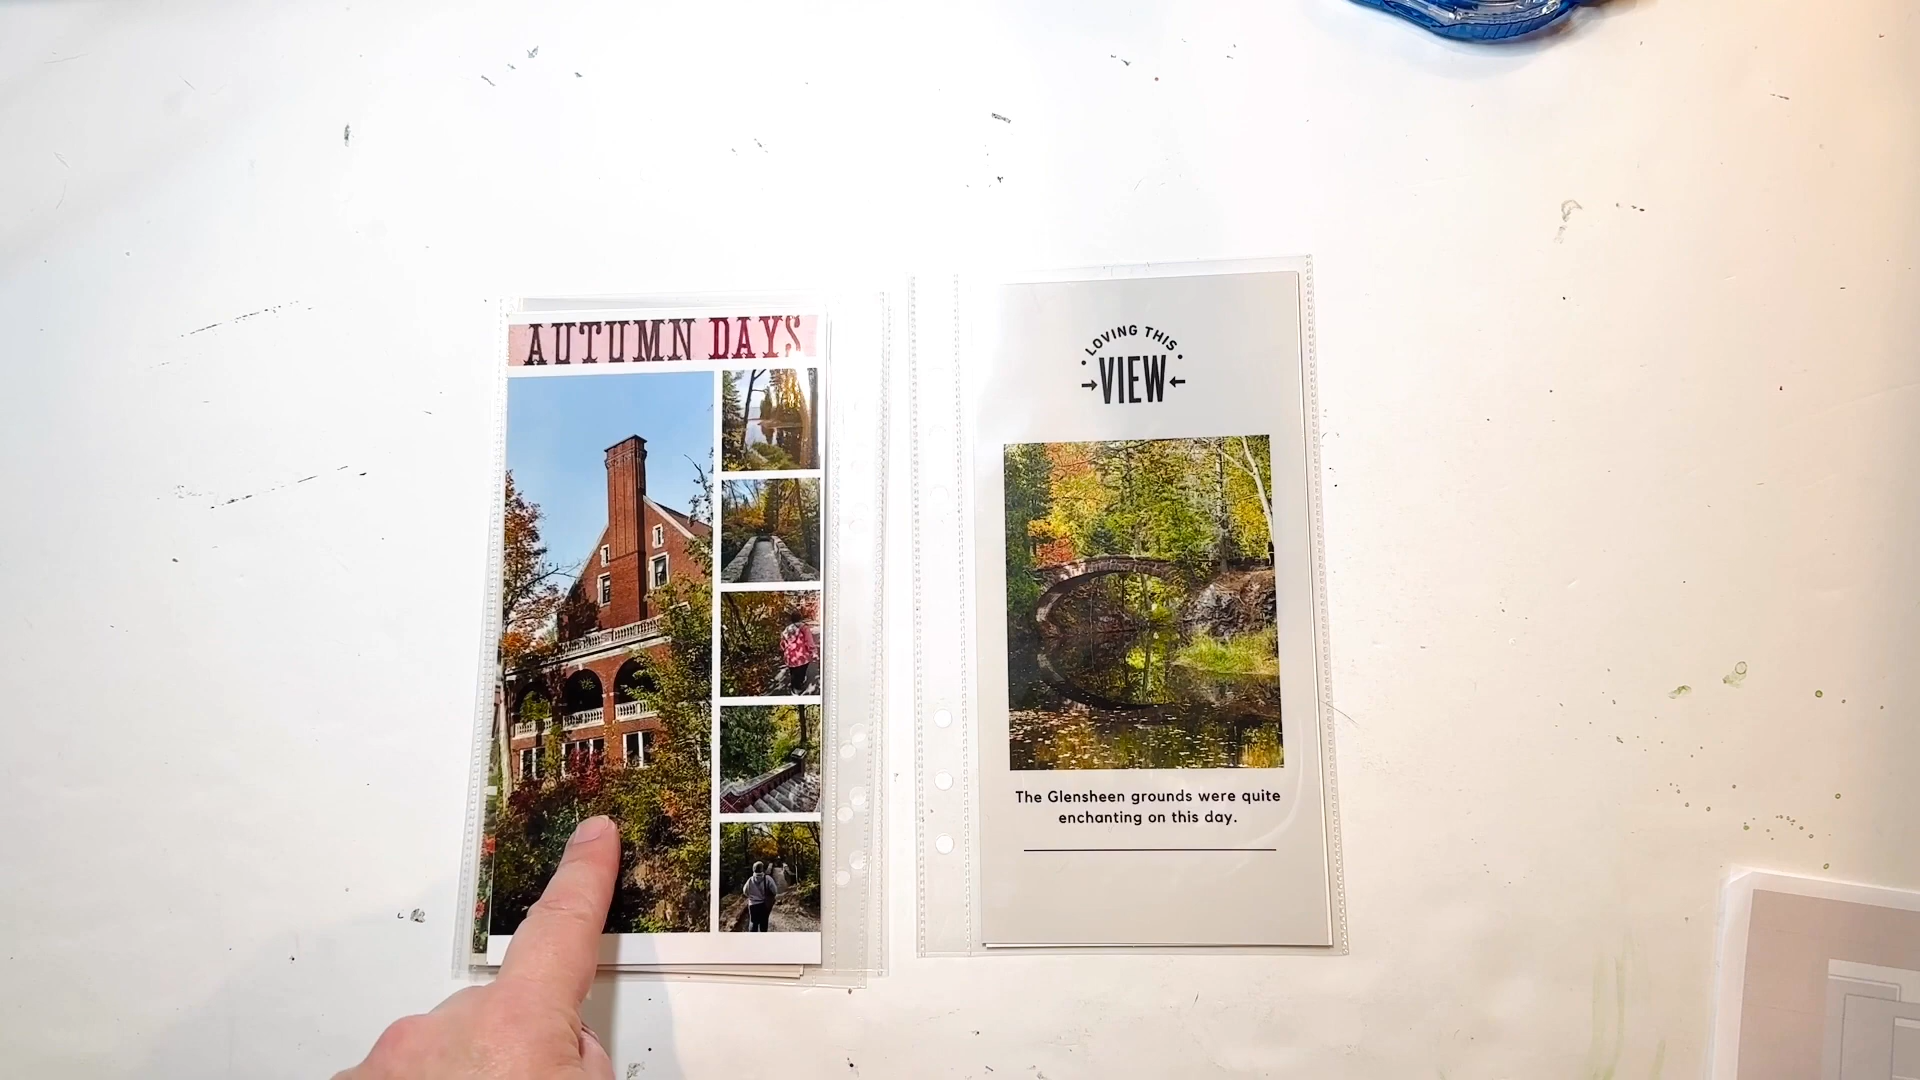 AUTUMN DAYS
LOVING THIS
VIEW
The Glensheen grounds were quite
enchanting on this day.